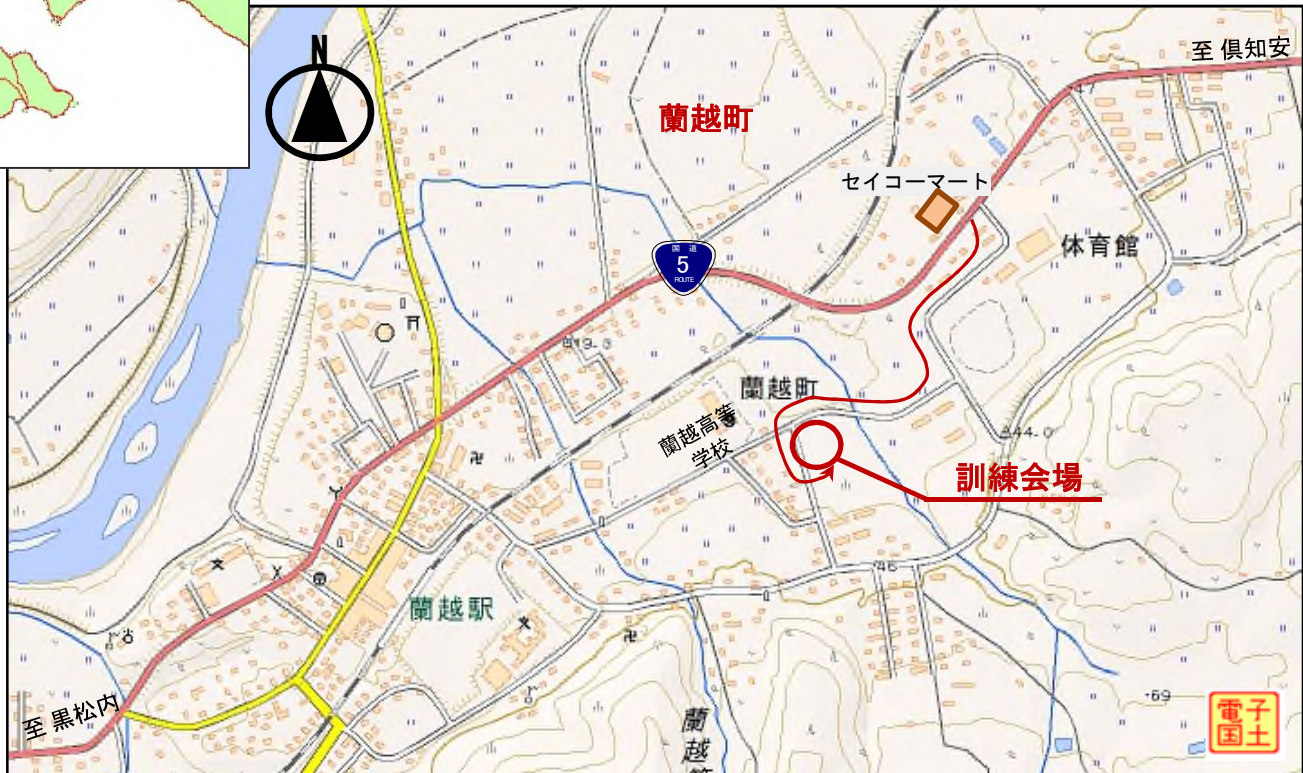 N
至 倶知安
47
蘭越町
セイコーマート
国道
5
ROUTE
体育館
蘭越町
蘭越高等
学校
44.0
訓練会場
46
蘭越駅
・69
至 黒松内
蘭越
電子
国土